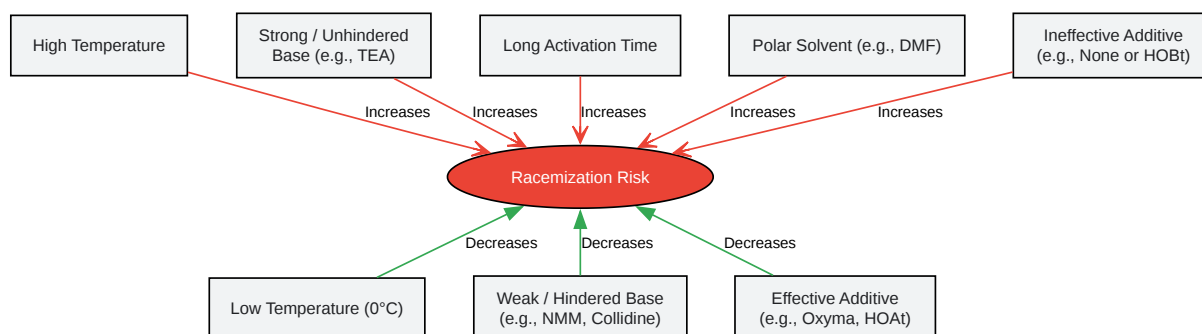 High Temperature
Strong / Unhindered
Base (e.g., TEA)
Long Activation Time
Polar Solvent (e.g., DMF)
Ineffective Additive
(e.g., None or HOBt)
Increases
Increases
Increases
Increases
Increases
Racemization Risk
Decreases
Decreases
Decreases
Low Temperature (0°C)
Weak / Hindered Base
(e.g., NMM, Collidine)
Effective Additive
(e.g., Oxyma, HOAt)